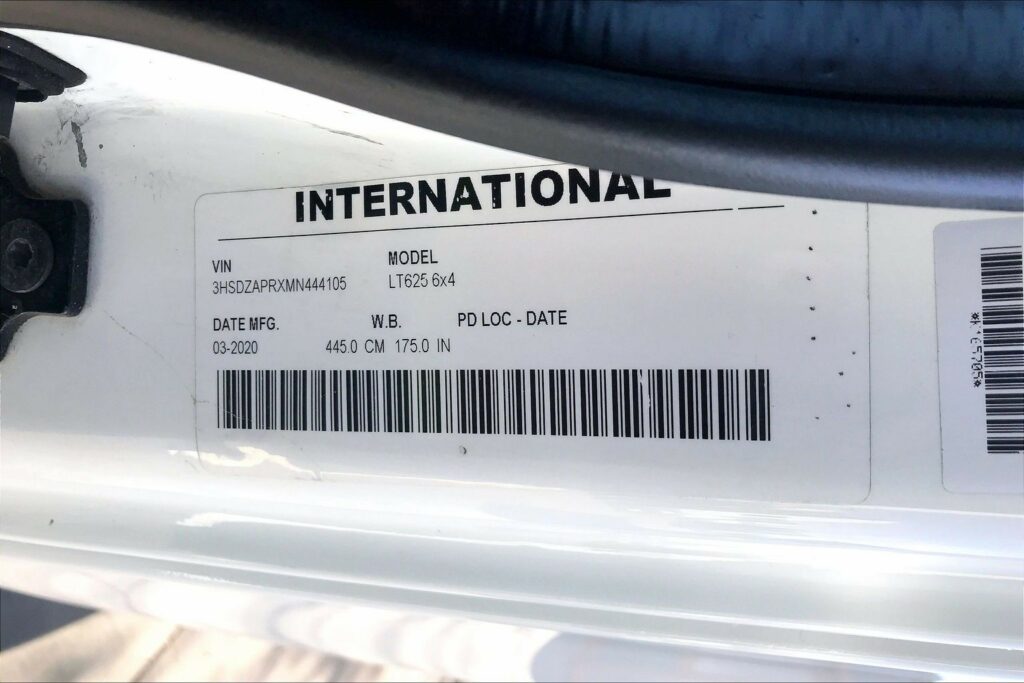 INTERNATIONAL
VIN MODEL
3HSDZAPRXMN444105 LT625 6x4
DATE MFG. W.B. PD LOC - DATE
03-2020 445.0 CM 175.0 IN